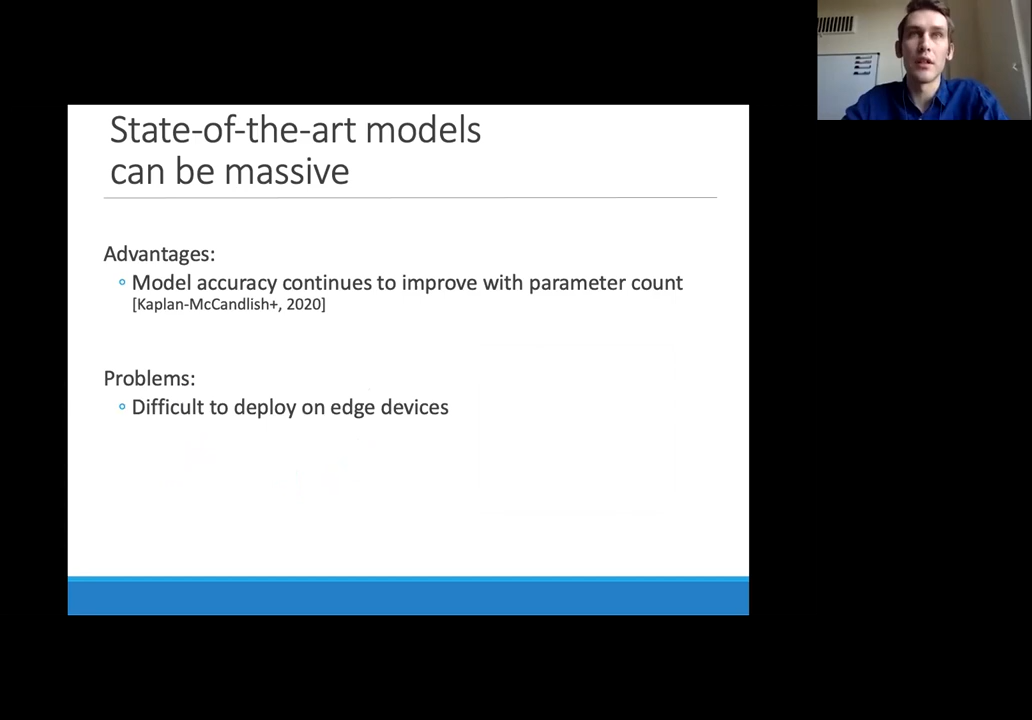 State-of-the-art models
can be massive
Advantages:
◦ Model accuracy continues to improve with parameter count
[Kaplan-McCandlish+, 2020]
Problems:
◦ Difficult to deploy on edge devices